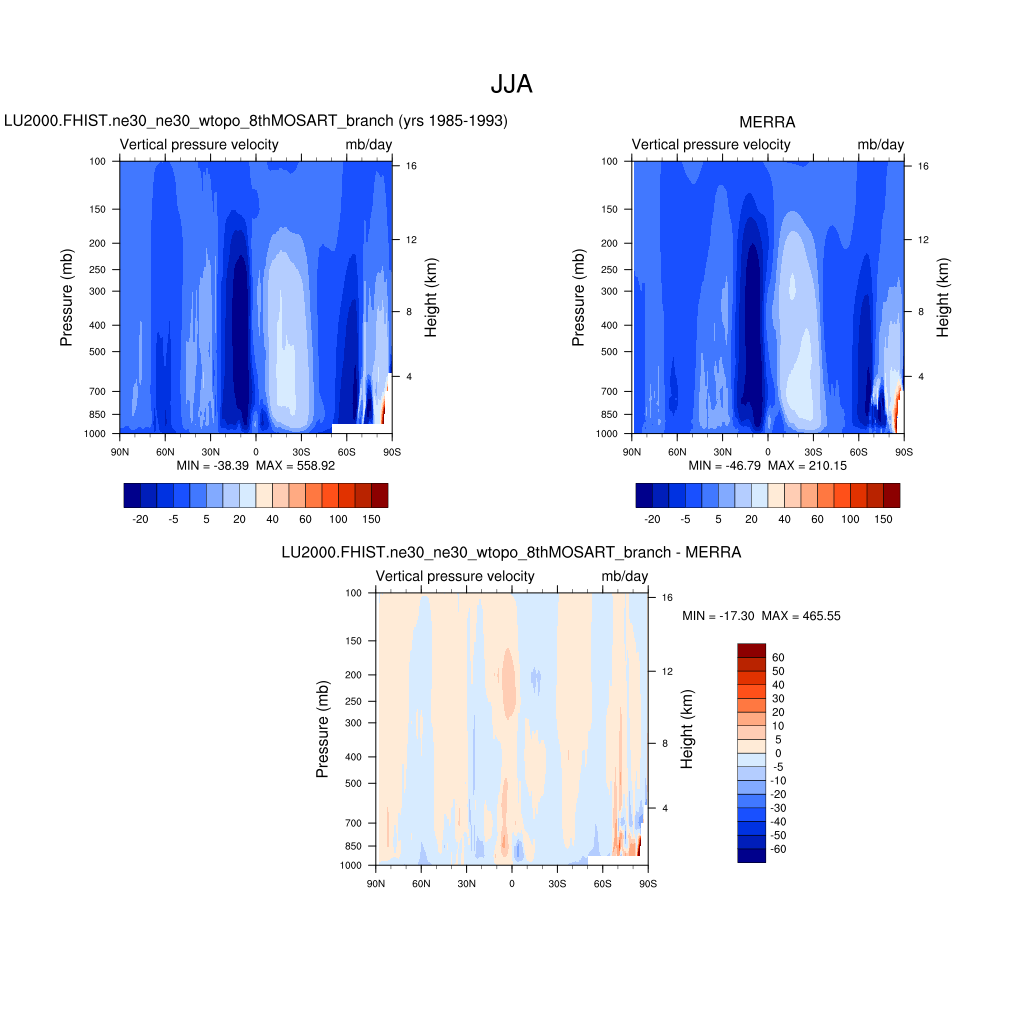 JJA
LU2000.FHIST.ne30_ne30_wtopo_8thMOSART_branch (yrs 1985-1993)
Vertical pressure velocity mb/day
Pressure (mb)
100
150
200
250
300
400
500
700
850
1000
16
12
8
4
Height (km)
90N 60N 30N 0 30S 60S 90S
MIN = -38.39 MAX = 558.92
-20 -5 5 20 40 60 100 150
MERRA
Vertical pressure velocity mb/day
Pressure (mb)
100
150
200
250
300
400
500
700
850
1000
16
12
8
4
Height (km)
90N 60N 30N 0 30S 60S 90S
MIN = -46.79 MAX = 210.15
-20 -5 5 20 40 60 100 150
LU2000.FHIST.ne30_ne30_wtopo_8thMOSART_branch - MERRA
Vertical pressure velocity mb/day
Pressure (mb)
100
150
200
250
300
400
500
700
850
1000
16
12
8
4
Height (km)
90N 60N 30N 0 30S 60S 90S
MIN = -17.30 MAX = 465.55
60
50
40
30
20
10
5
0
-5
-10
-20
-30
-40
-50
-60